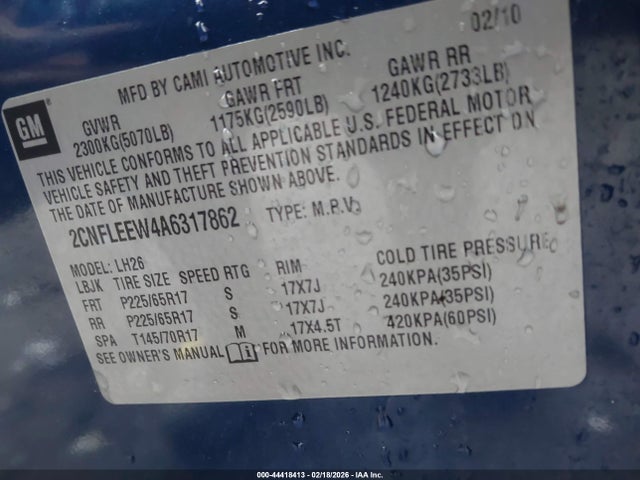 02/10
MFD BY CAMI AUTOMOTIVE INC.
GM
GVWR GAWR FRT GAWR RR
2300KG(5070LB) 1175KG(2590LB) 1240KG(2733LB)
THIS VEHICLE CONFORMS TO ALL APPLICABLE U.S. FEDERAL MOTOR
VEHICLE SAFETY AND THEFT PREVENTION STANDARDS IN EFFECT ON
THE DATE OF MANUFACTURE SHOWN ABOVE.
2CNFLEEW4A6317862 TYPE: M.P.V.
MODEL: LH26
LBJK TIRE SIZE SPEED RTG RIM COLD TIRE PRESSURE
FRT P225/65R17 S 17X7J 240KPA(35PSI)
RR P225/65R17 S 17X7J 240KPA(35PSI)
SPA T145/70R17 M 17X4.5T 420KPA(60PSI)
SEE OWNER'S MANUAL FOR MORE INFORMATION.
000-44418413 - 02/18/2026 - IAA Inc.